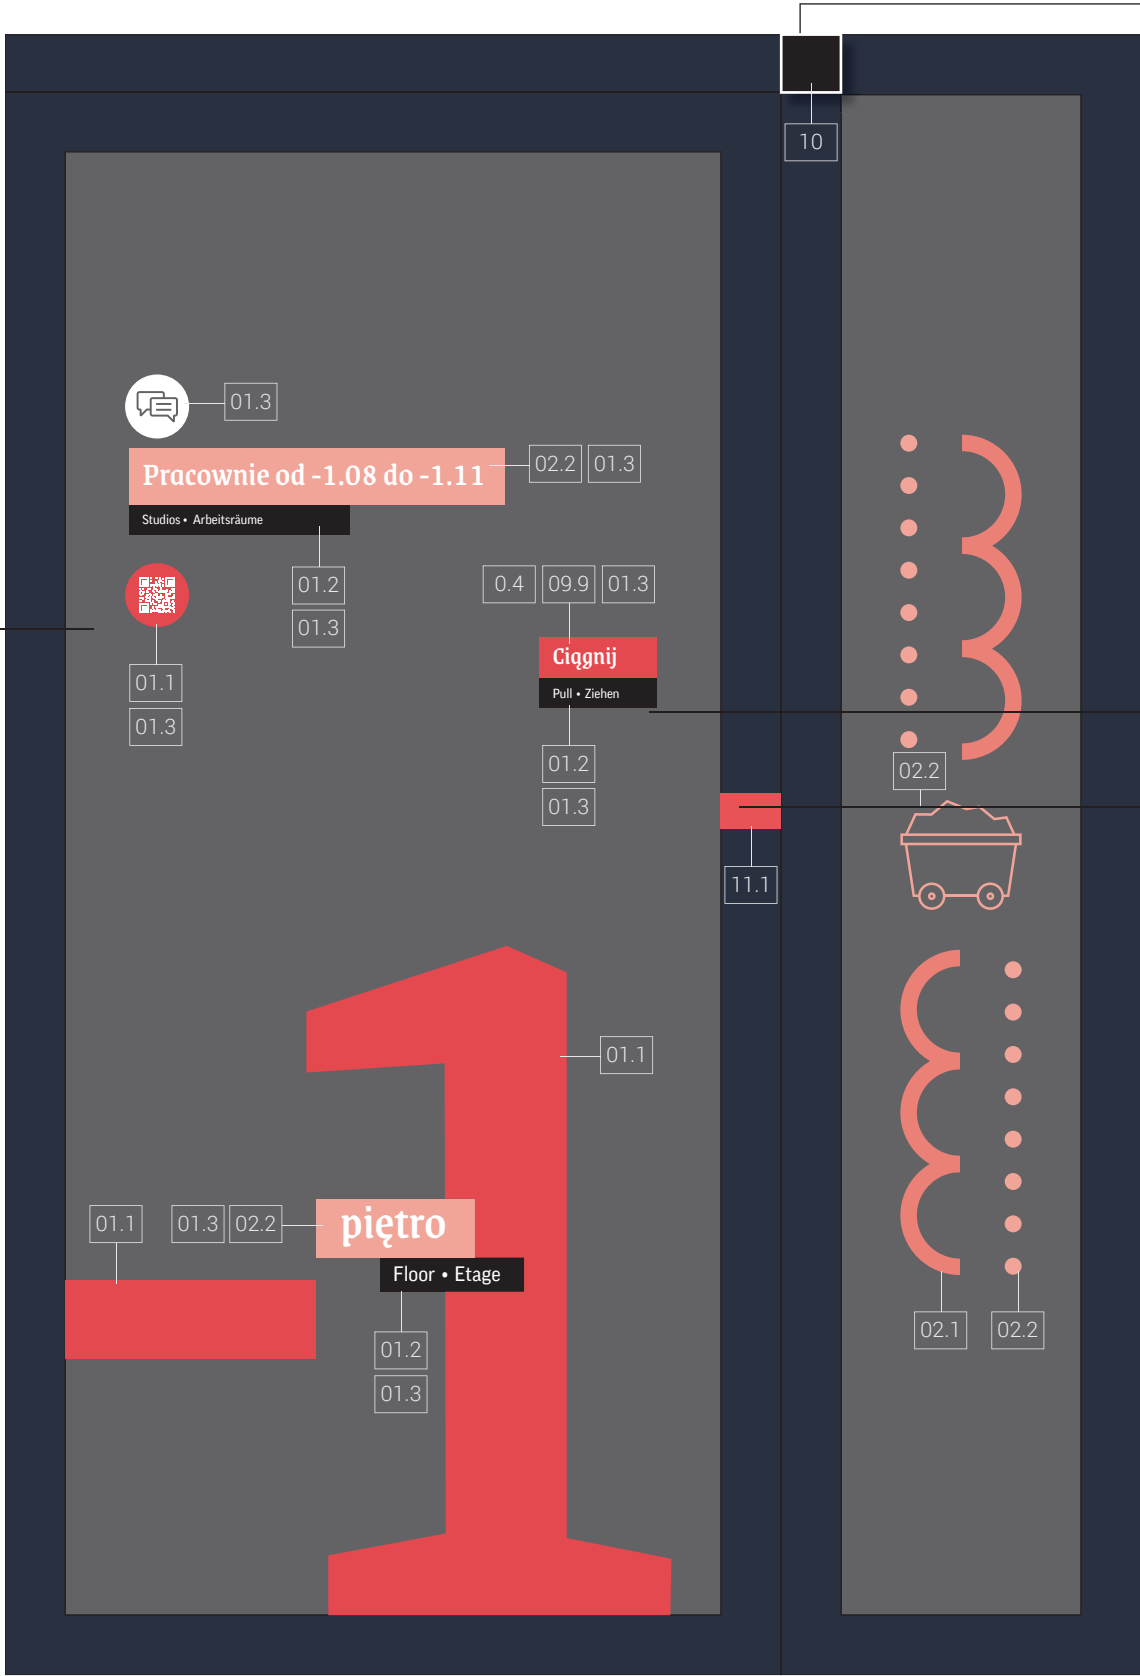 10
01.3
Pracownie od -1.08 do -1.11
02.2 01.3
Studios • Arbeitsräume
01.2
01.3
01.1
01.3
0.4 09.9 01.3
Ciągnij
Pull • Ziehen
01.2
01.3
02.2
11.1
1
01.1
01.1 01.3 02.2
piętro
Floor • Etage
01.2
01.3
02.1 02.2